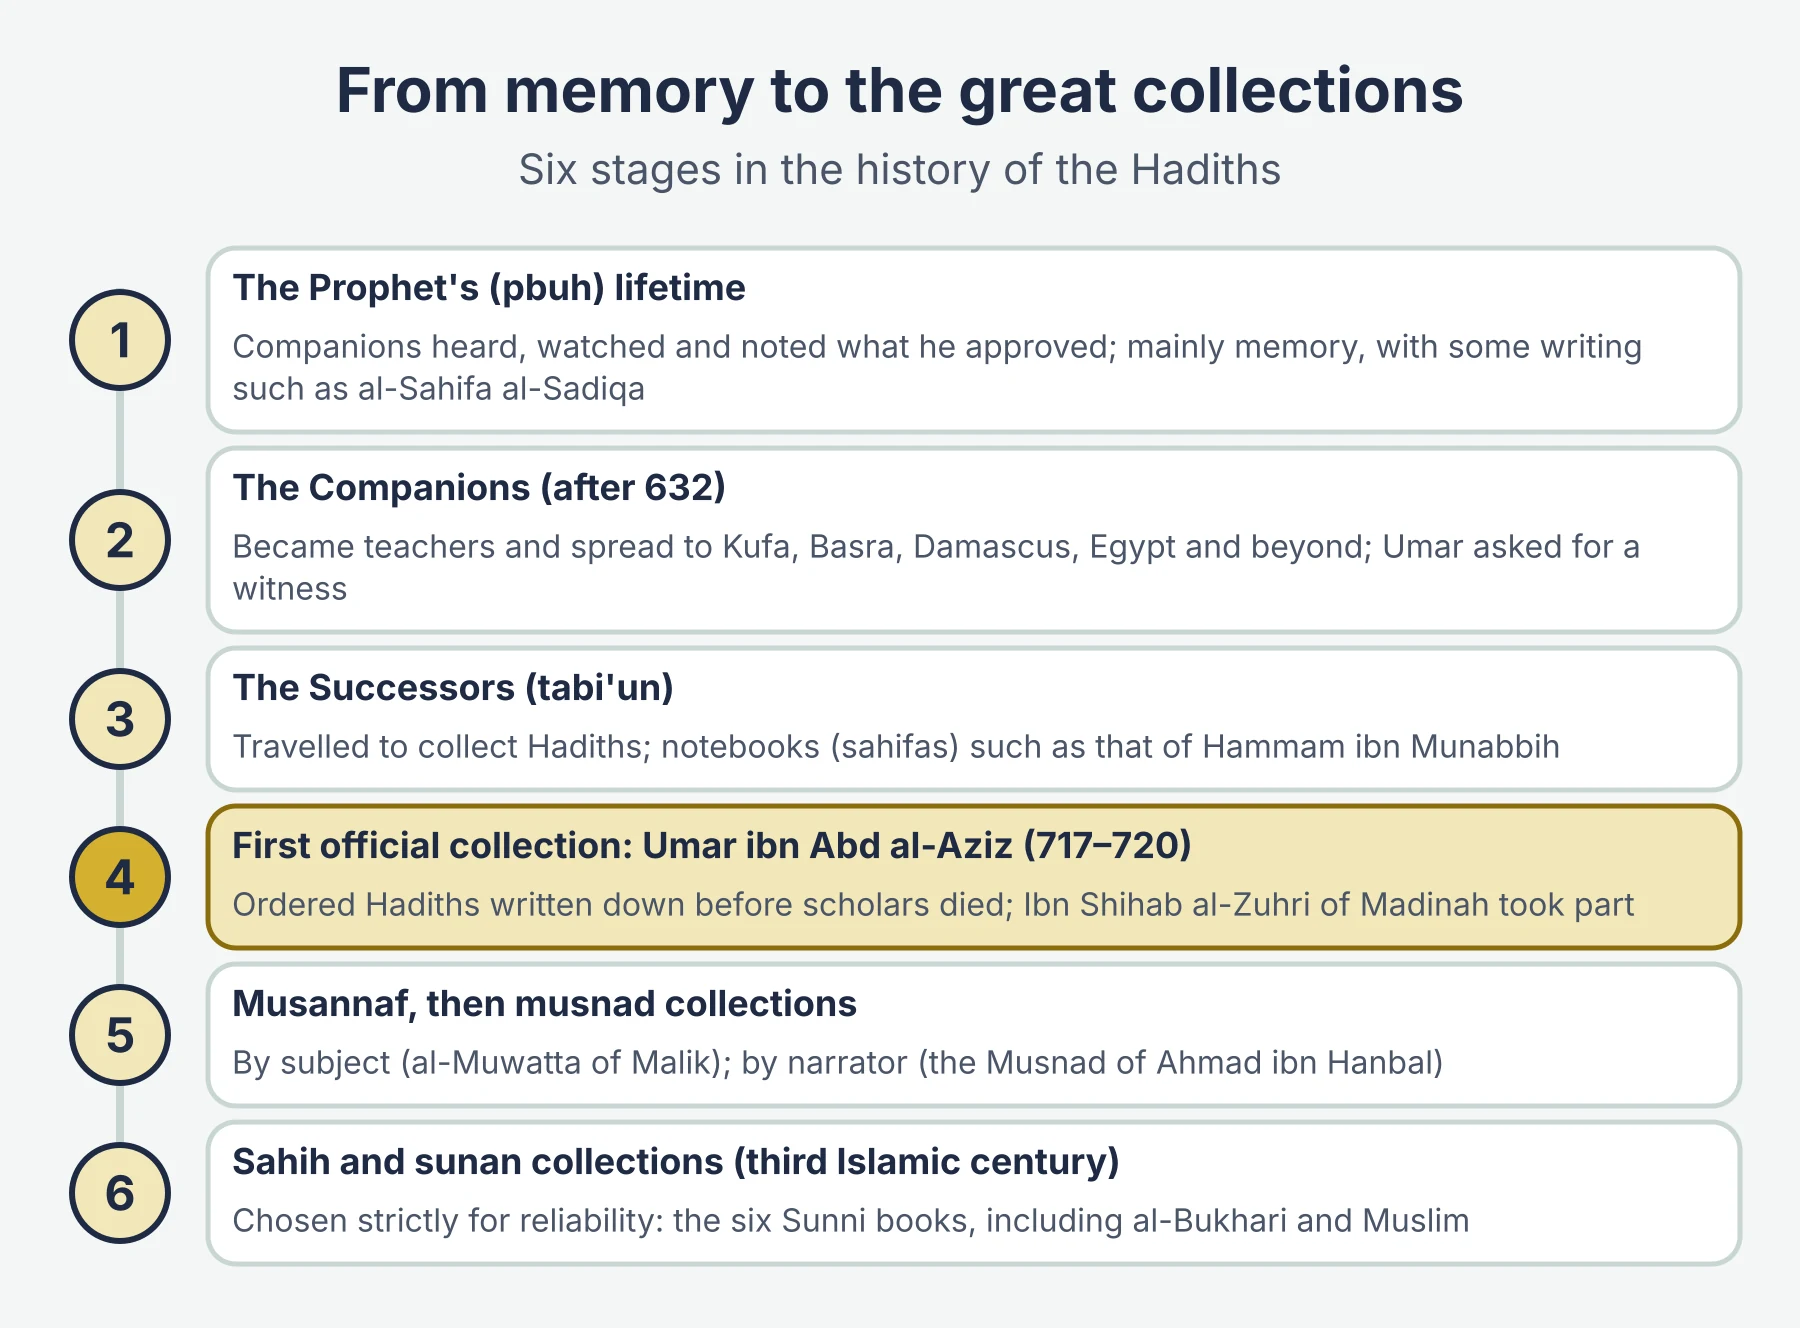 From memory to the great collections
Six stages in the history of the Hadiths
1
The Prophet's (pbuh) lifetime
Companions heard, watched and noted what he approved; mainly memory, with some writing
such as al-Sahifa al-Sadiqa
2
The Companions (after 632)
Became teachers and spread to Kufa, Basra, Damascus, Egypt and beyond; Umar asked for a
witness
3
The Successors (tabi'un)
Travelled to collect Hadiths; notebooks (sahifas) such as that of Hammam ibn Munabbih
4
First official collection: Umar ibn Abd al-Aziz (717–720)
Ordered Hadiths written down before scholars died; Ibn Shihab al-Zuhri of Madinah took part
5
Musannaf, then musnad collections
By subject (al-Muwatta of Malik); by narrator (the Musnad of Ahmad ibn Hanbal)
6
Sahih and sunan collections (third Islamic century)
Chosen strictly for reliability: the six Sunni books, including al-Bukhari and Muslim